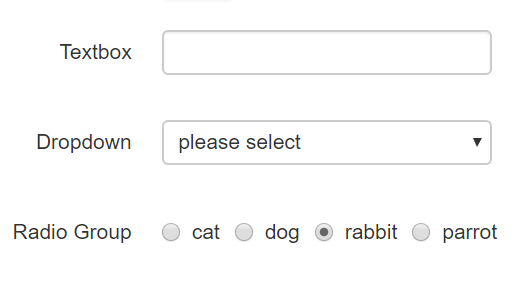 Textbox
Dropdown please select
Radio Group cat dog rabbit parrot